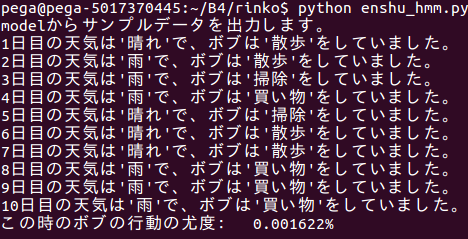 pega@pega-5017370445:~/B4/rinko$ python enshu_hmm.py
modelからサンプルデータを出力します。
1日目の天気は'晴れ'で、ボブは'散歩'をしていました。
2日目の天気は'雨'で、ボブは'散歩'をしていました。
3日目の天気は'雨'で、ボブは'掃除'をしていました。
4日目の天気は'雨'で、ボブは'買い物'をしていました。
5日目の天気は'晴れ'で、ボブは'掃除'をしていました。
6日目の天気は'晴れ'で、ボブは'散歩'をしていました。
7日目の天気は'晴れ'で、ボブは'散歩'をしていました。
8日目の天気は'雨'で、ボブは'買い物'をしていました。
9日目の天気は'雨'で、ボブは'買い物'をしていました。
10日目の天気は'雨'で、ボブは'買い物'をしていました。
この時のボブの行動の尤度:  0.001622%